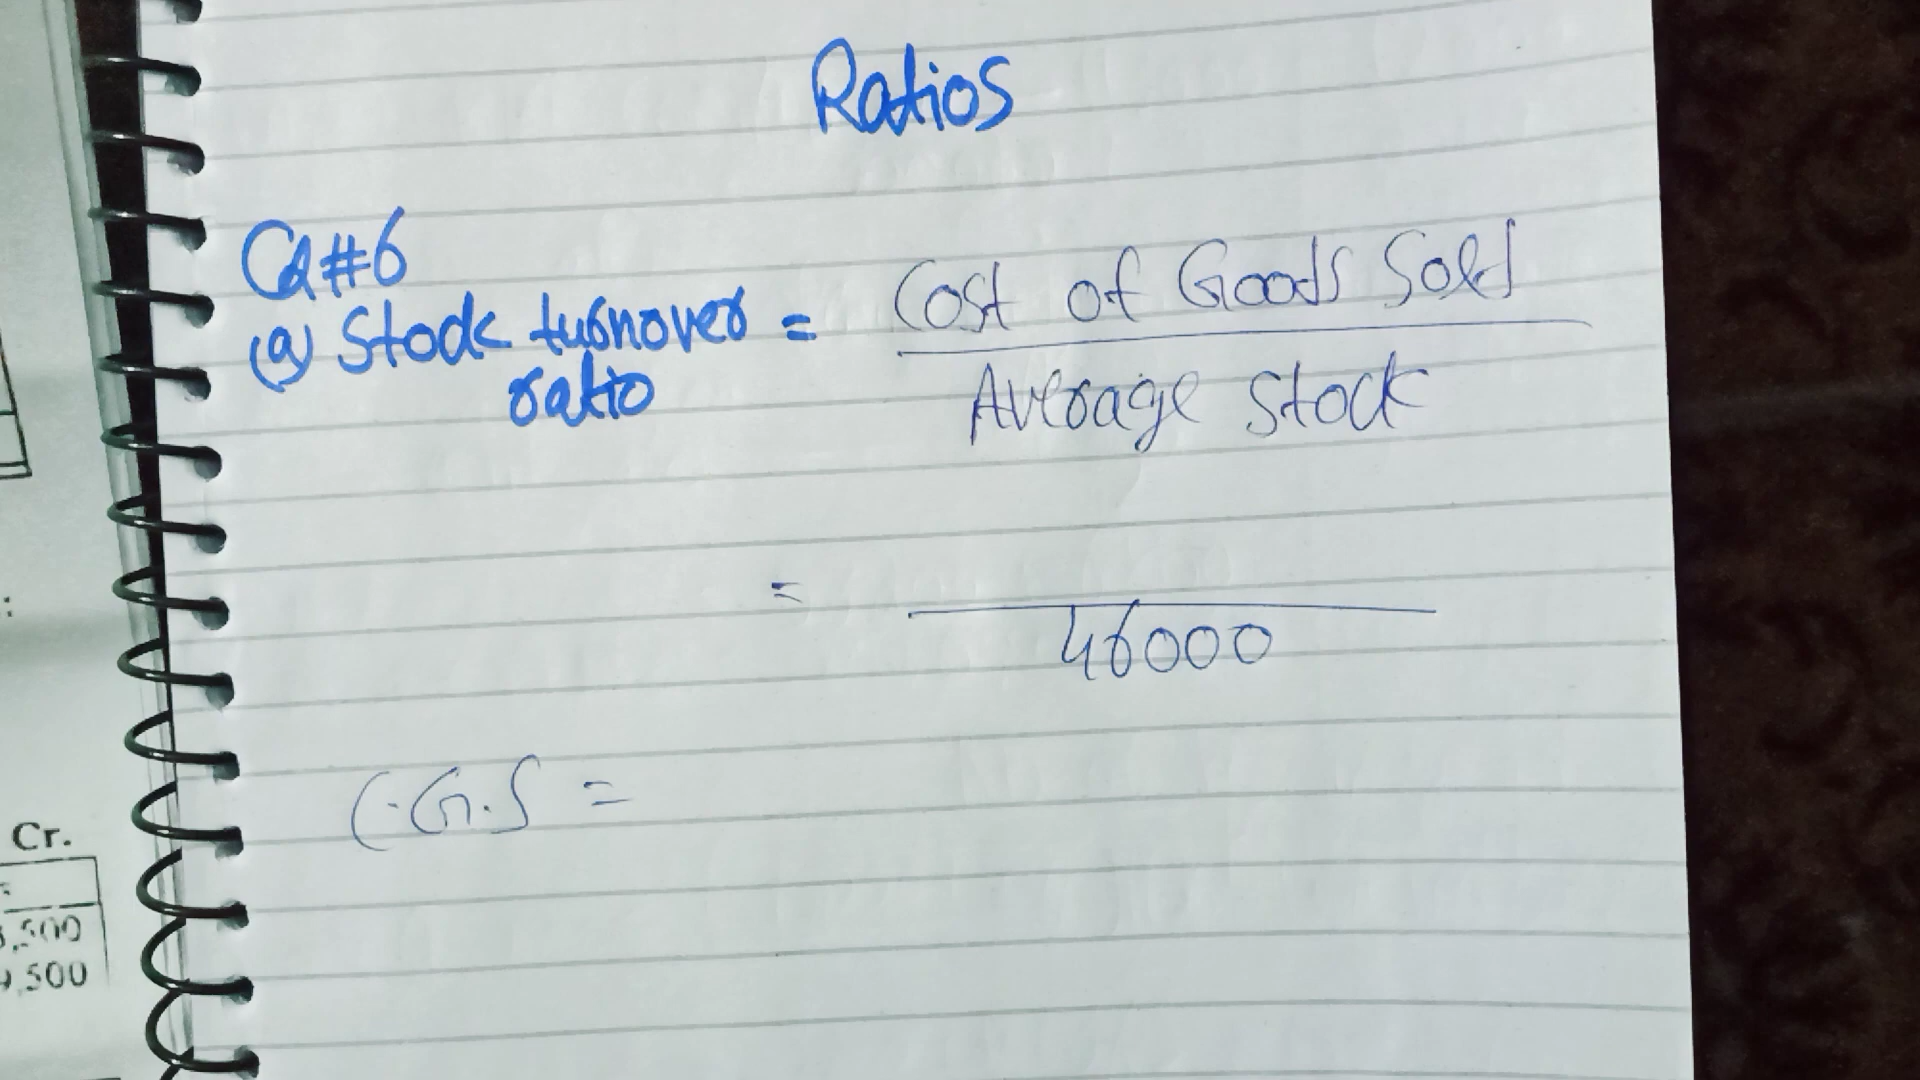 Ratios
Q#6
(a) Stock turnover = Cost of Goods Sold
ratio Average Stock
=
46000
C.G.S =
Cr.
,500
,500